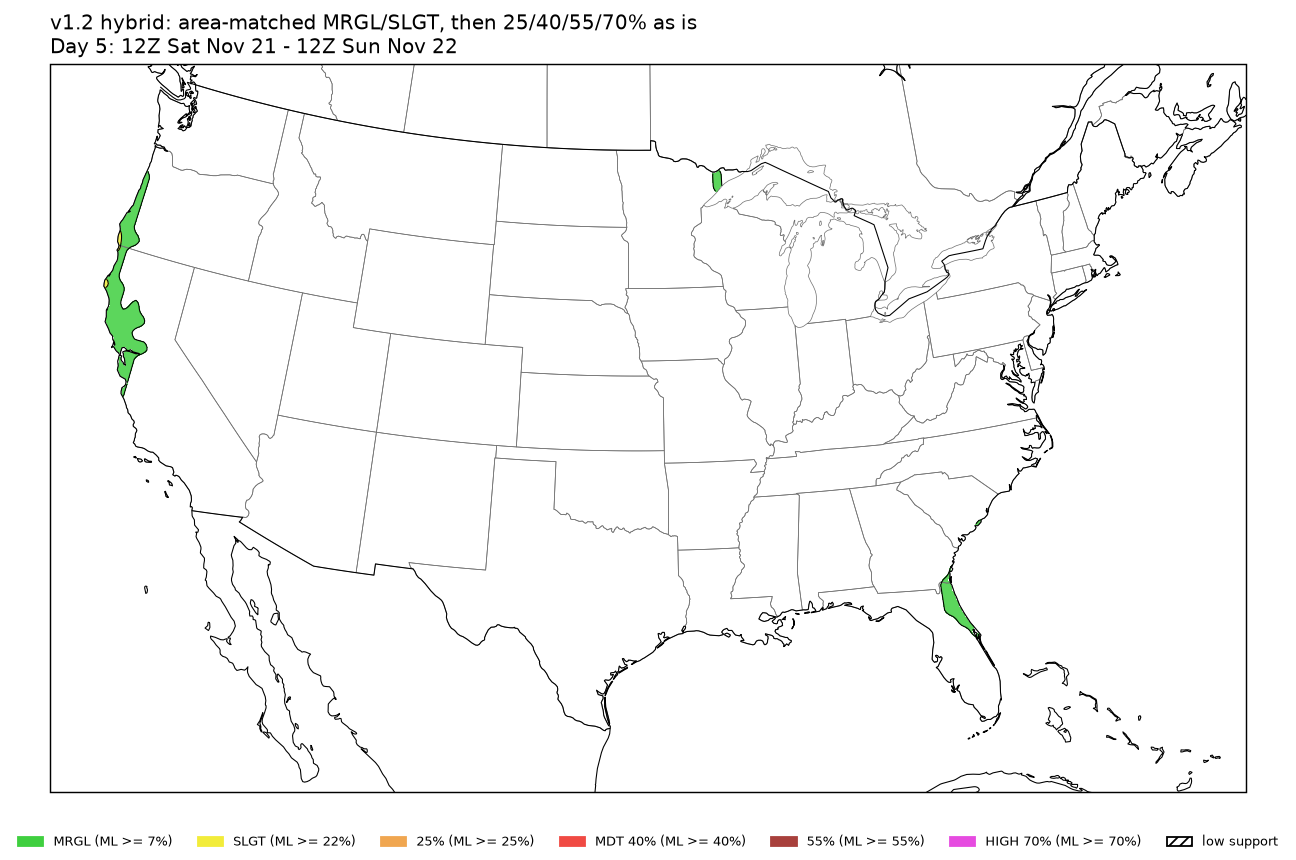 v1.2 hybrid: area-matched MRGL/SLGT, then 25/40/55/70% as is
Day 5: 12Z Sat Nov 21 - 12Z Sun Nov 22
MRGL (ML >= 7%) SLGT (ML >= 22%) 25% (ML >= 25%) MDT 40% (ML >= 40%) 55% (ML >= 55%) HIGH 70% (ML >= 70%) low support